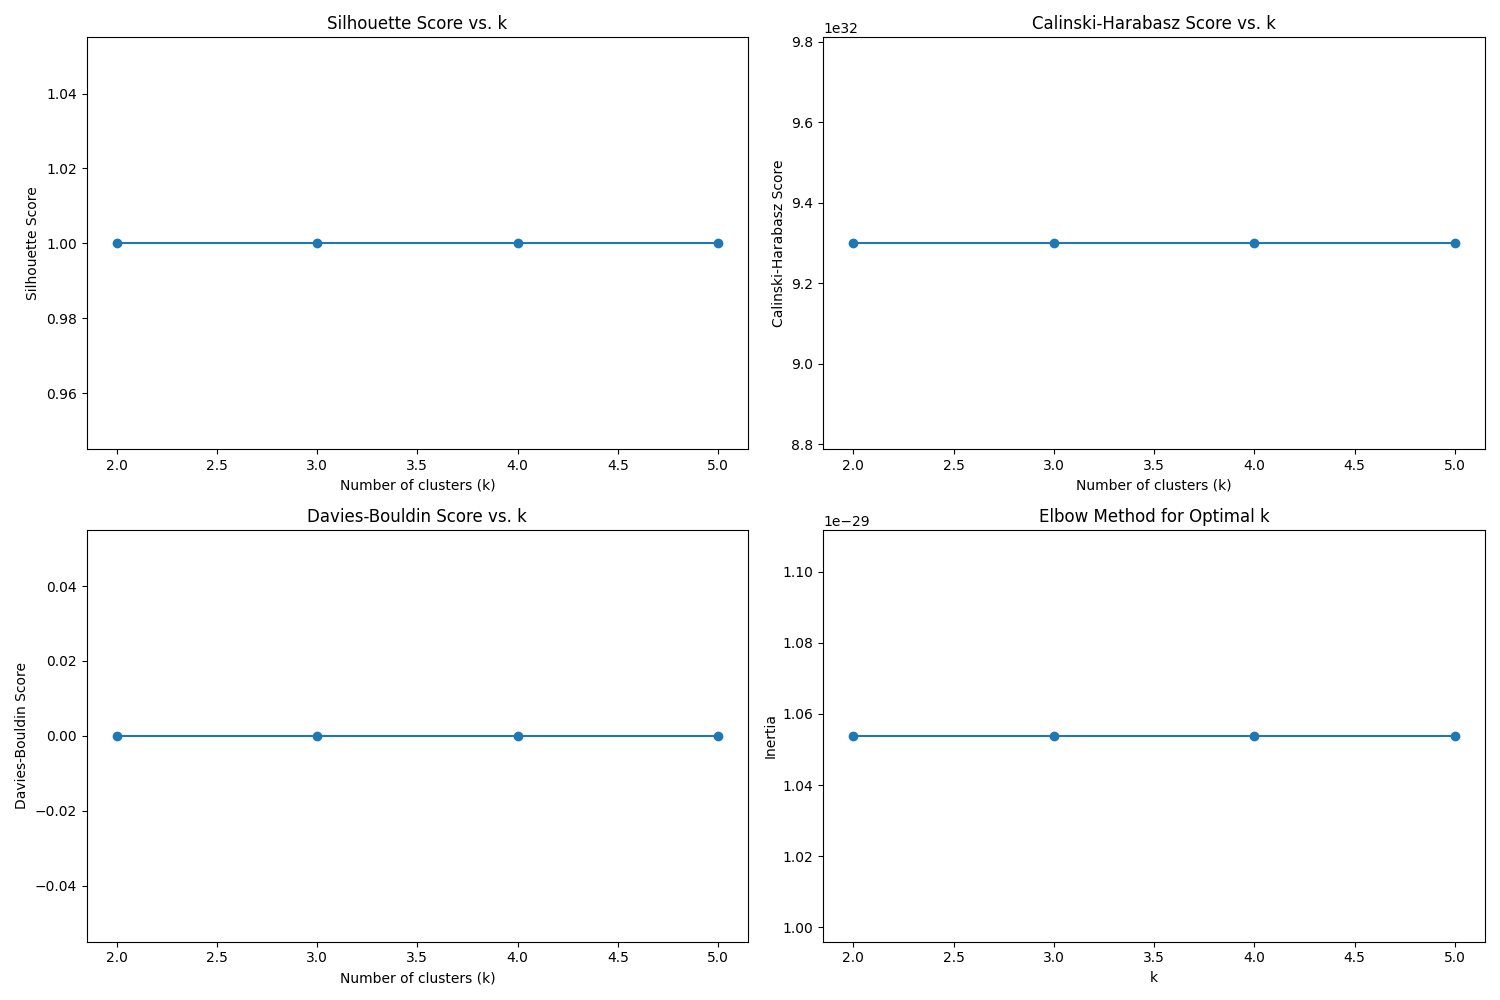 Silhouette Score vs. k
Silhouette Score
1.04
1.02
1.00
0.98
0.96
2.0 2.5 3.0 3.5 4.0 4.5 5.0
Number of clusters (k)
Calinski-Harabasz Score vs. k
1e32
Calinski-Harabasz Score
9.8
9.6
9.4
9.2
9.0
8.8
2.0 2.5 3.0 3.5 4.0 4.5 5.0
Number of clusters (k)
Davies-Bouldin Score vs. k
Davies-Bouldin Score
0.04
0.02
0.00
−0.02
−0.04
2.0 2.5 3.0 3.5 4.0 4.5 5.0
Number of clusters (k)
Elbow Method for Optimal k
1e−29
Inertia
1.10
1.08
1.06
1.04
1.02
1.00
2.0 2.5 3.0 3.5 4.0 4.5 5.0
k